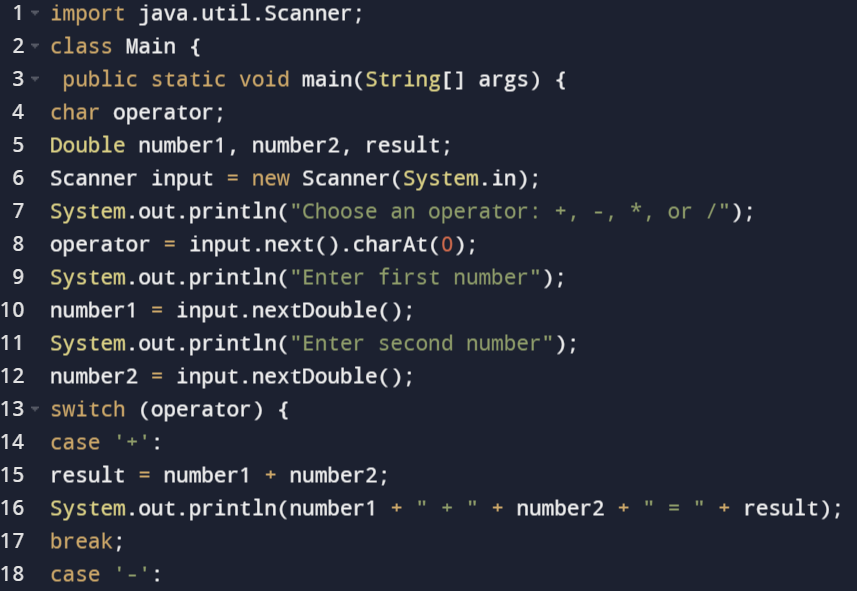 1 import java.util.Scanner;
2 class Main {
3 public static void main(String[] args) {
4 char operator;
5 Double number1, number2, result;
6 Scanner input = new Scanner(System.in);
7 System.out.println("Choose an operator: +, -, *, or /");
8 operator = input.next().charAt(0);
9 System.out.println("Enter first number");
10 number1 = input.nextDouble();
11 System.out.println("Enter second number");
12 number2 = input.nextDouble();
13 switch (operator) {
14 case '+':
15 result = number1 + number2;
16 System.out.println(number1 + " + " + number2 + " = " + result);
17 break;
18 case '-':